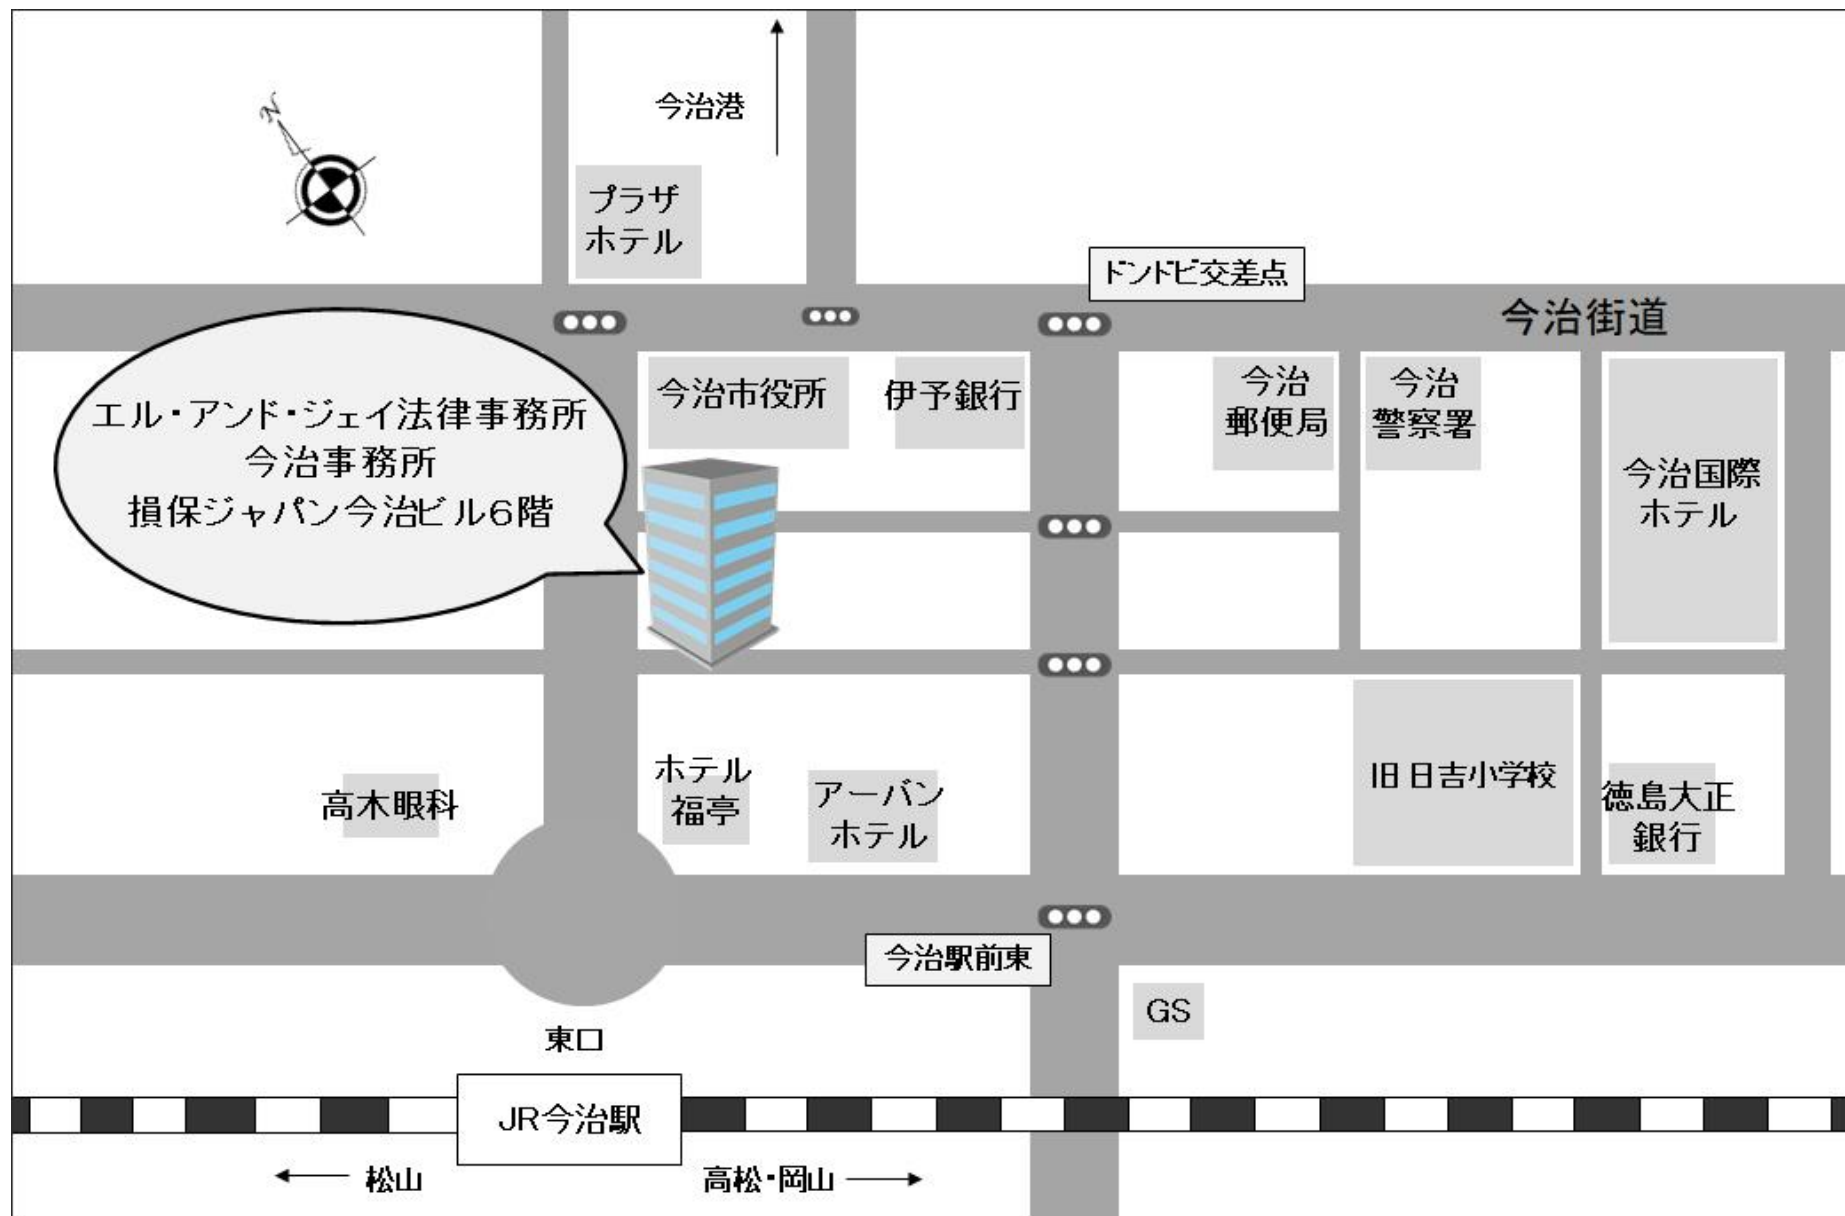 N
今治港
プラザ
ホテル
ドンドビ交差点
今治街道
エル・アンド・ジェイ法律事務所
今治事務所
損保ジャパン今治ビル6階
今治市役所
伊予銀行
今治
郵便局
今治
警察署
今治国際
ホテル
高木眼科
ホテル
福亭
アーバン
ホテル
旧日吉小学校
徳島大正
銀行
今治駅前東
GS
東口
JR今治駅
松山
高松・岡山